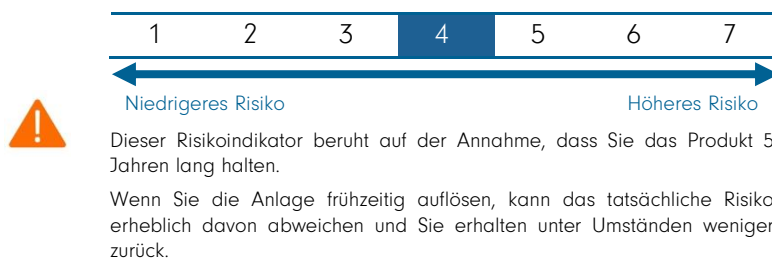 1 2 3 4 5 6 7
Niedrigeres Risiko Höheres Risiko
Dieser Risikoindikator beruht auf der Annahme, dass Sie das Produkt 5
Jahren lang halten.
Wenn Sie die Anlage frühzeitig auflösen, kann das tatsächliche Risiko
erheblich davon abweichen und Sie erhalten unter Umständen weniger
zurück.